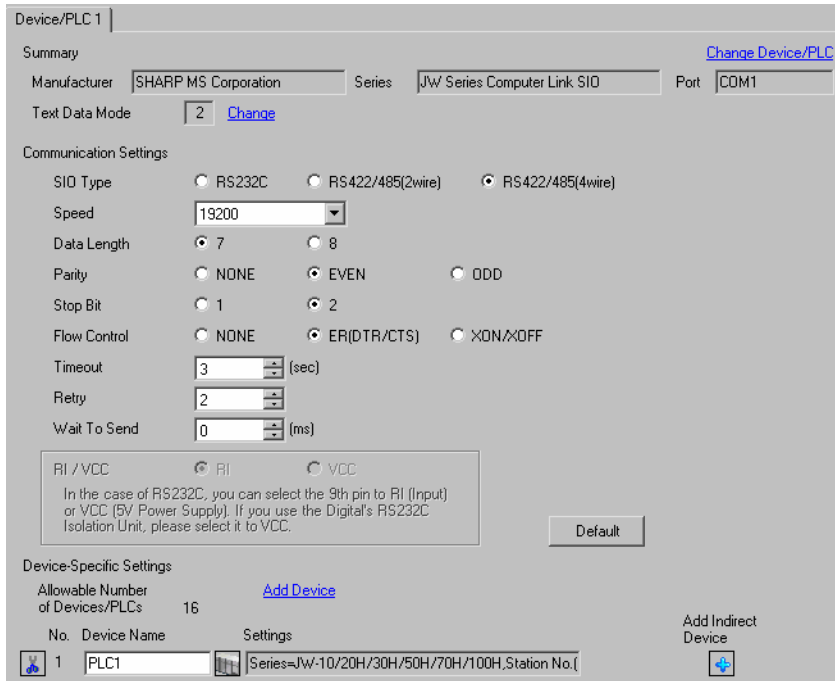 Device/PLC 1
Summary
Change Device/PLC
Manufacturer SHARP MS Corporation Series JW Series Computer Link SIO Port COM1
Text Data Mode 2 Change
Communication Settings
SIO Type RS232C RS422/485(2wire) RS422/485(4wire)
Speed 19200
Data Length 7 8
Parity NONE EVEN ODD
Stop Bit 1 2
Flow Control NONE ER(DTR/CTS) XON/XOFF
Timeout 3 (sec)
Retry 2
Wait To Send 0 (ms)
RI / VCC RI VCC
In the case of RS232C, you can select the 9th pin to RI (Input)
or VCC (5V Power Supply). If you use the Digital's RS232C
Isolation Unit, please select it to VCC.
Default
Device-Specific Settings
Allowable Number
of Devices/PLCs 16
Add Device
Add Indirect
Device
No. Device Name Settings
1 PLC1 Series=JW-10/20H/30H/50H/70H/100H,Station No.(